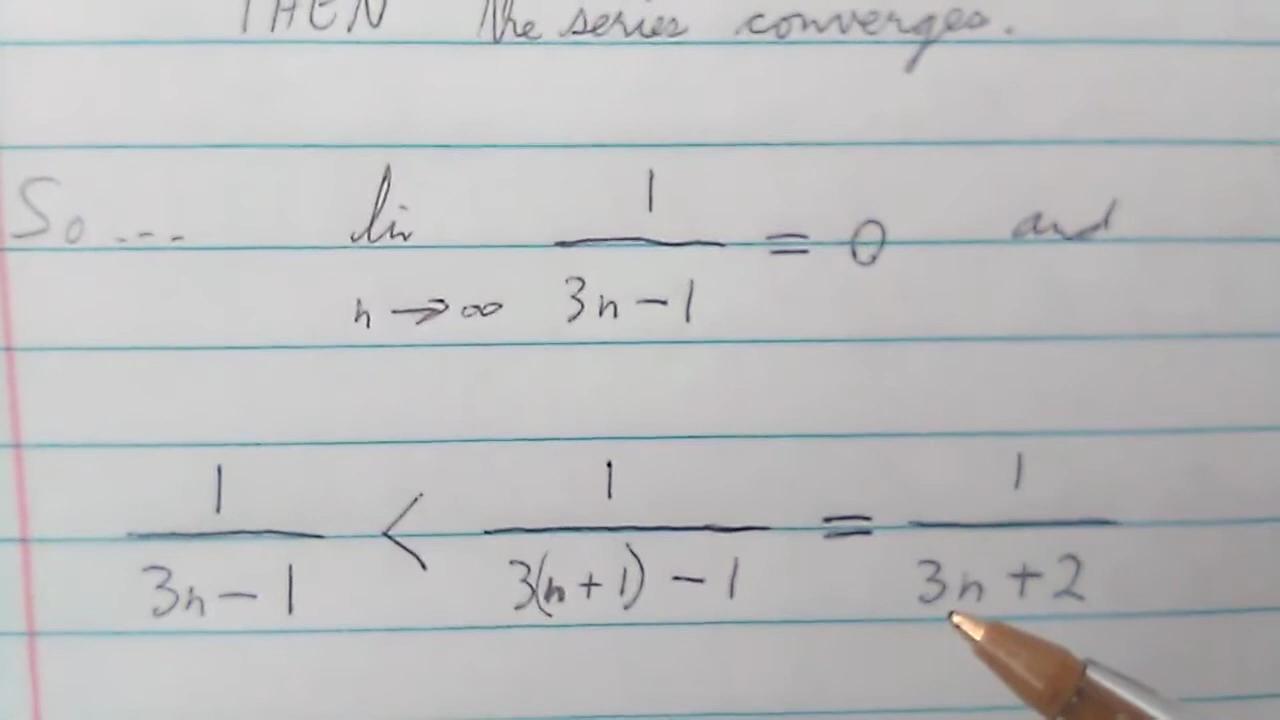 THEN the series converges.
So... lim n→∞ 1/(3n-1) = 0 and
1/(3n-1) < 1/(3(n+1)-1) = 1/(3n+2)